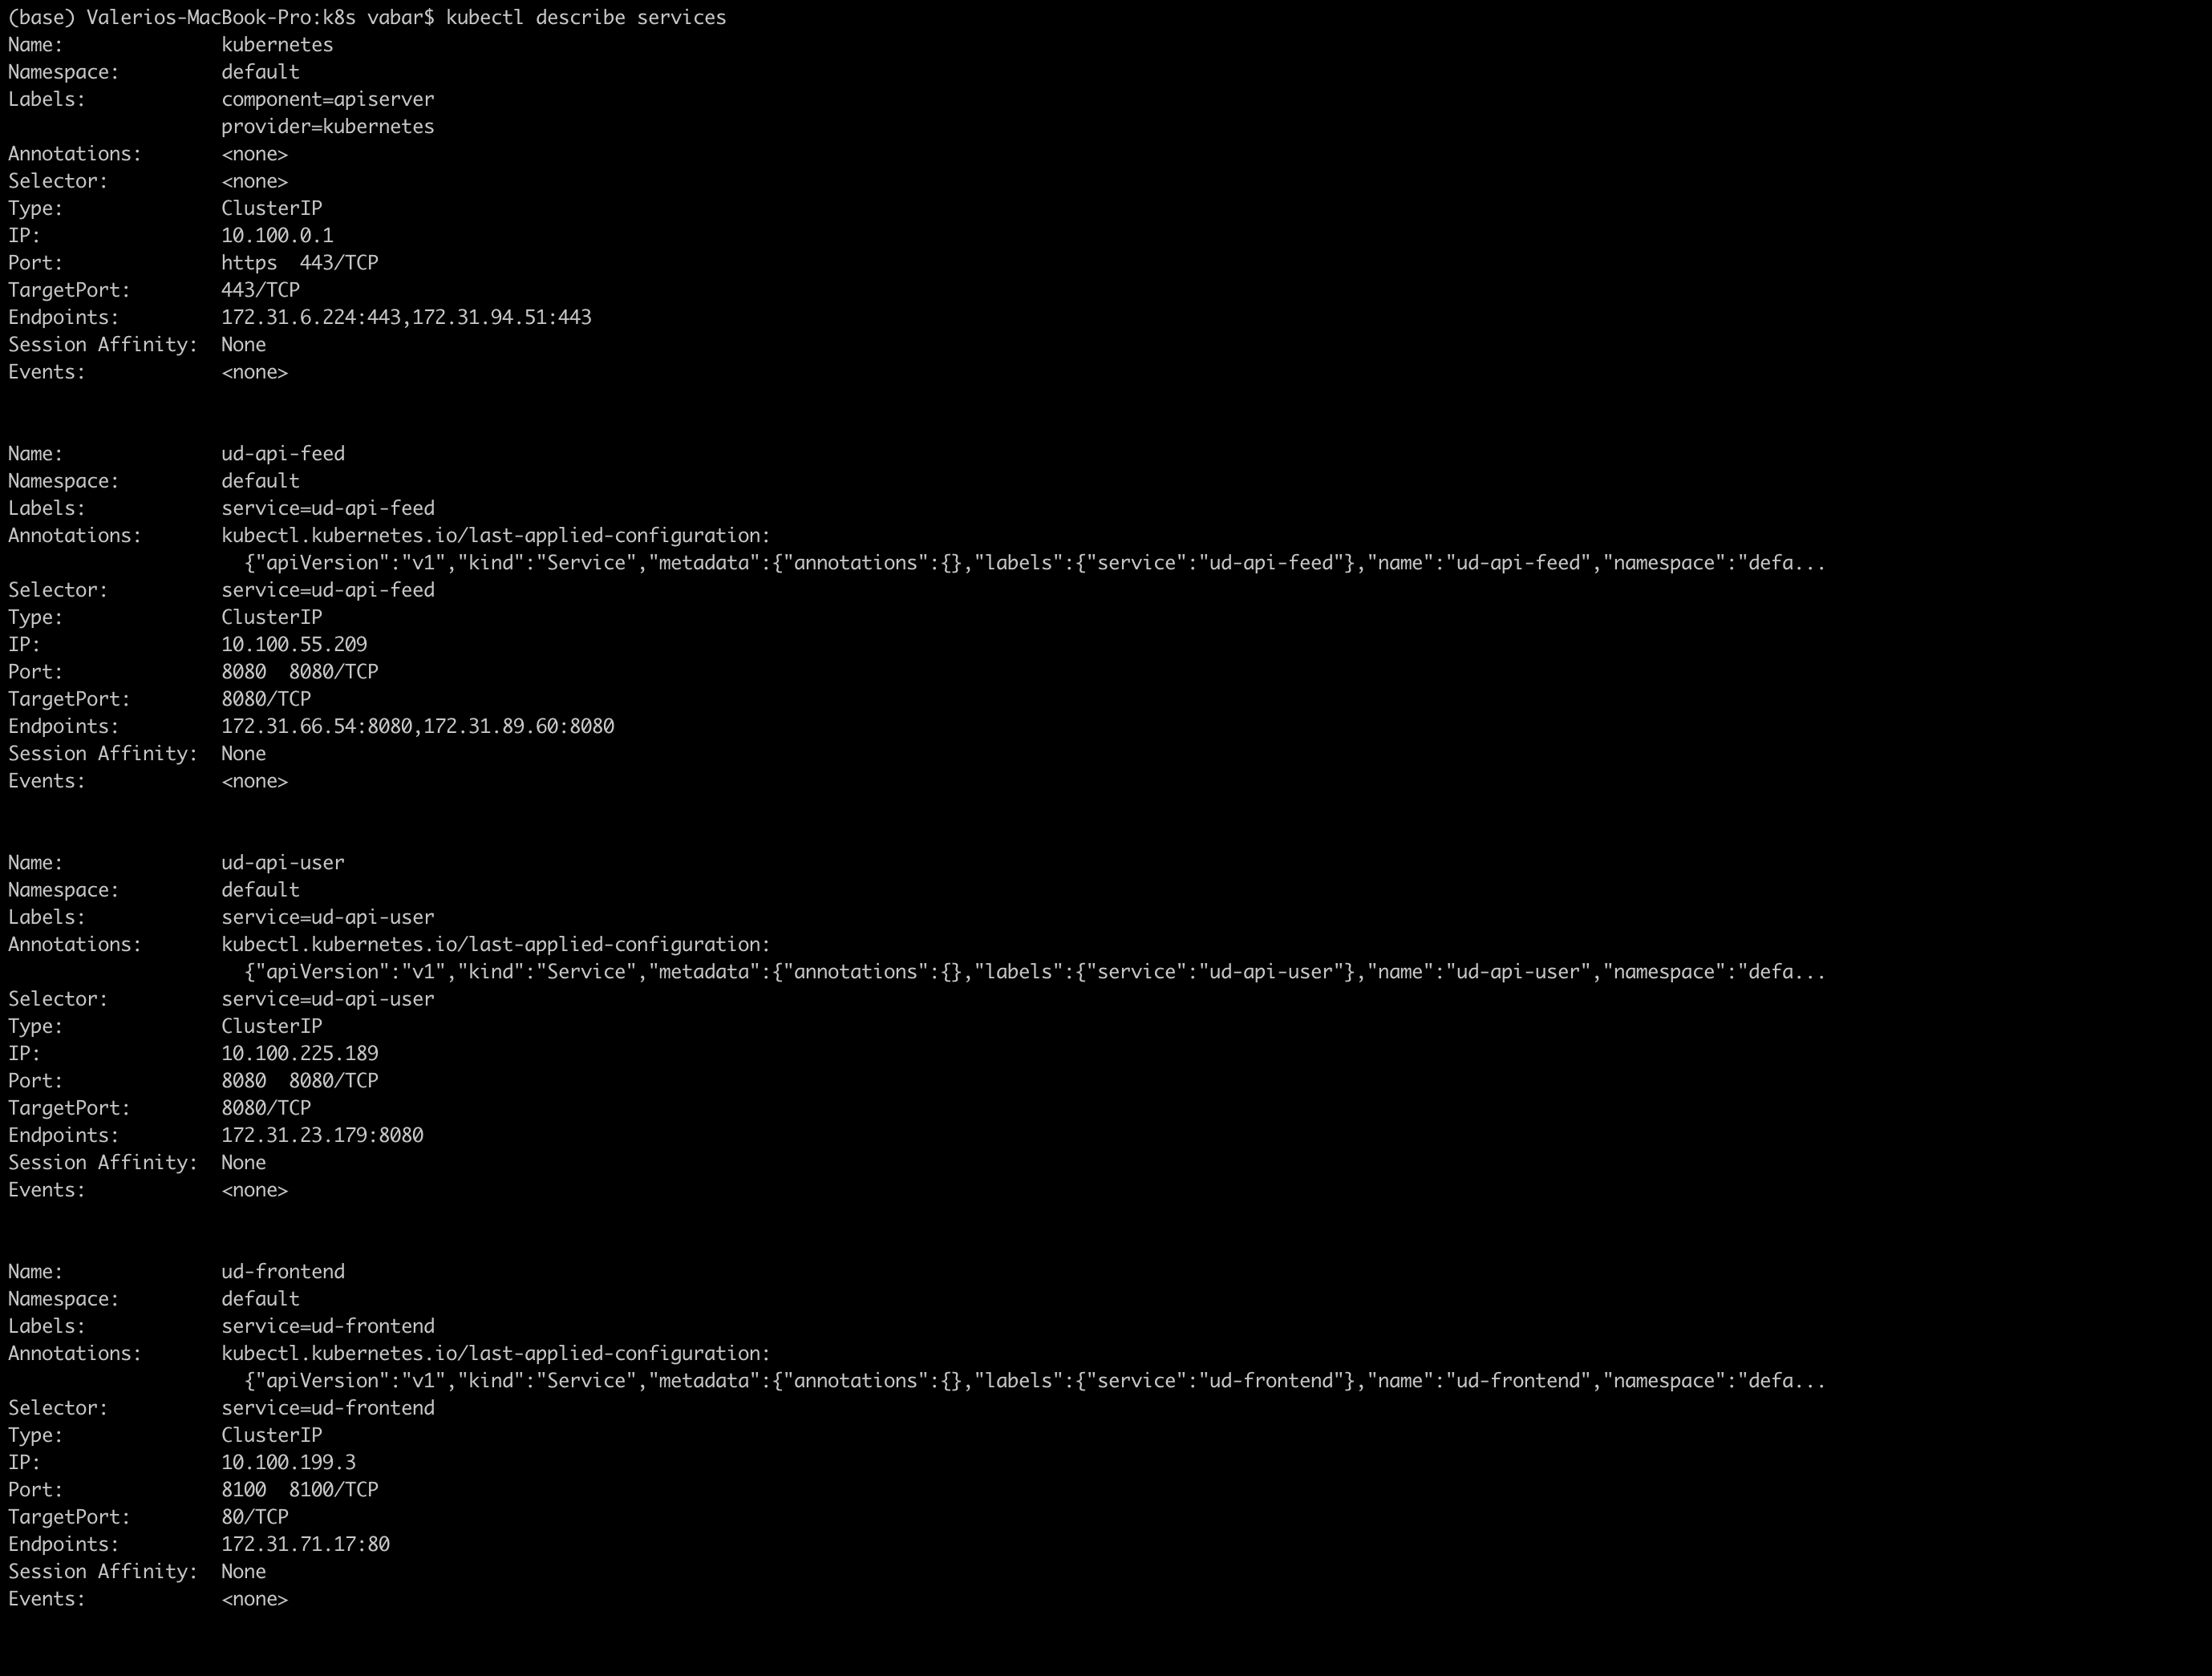 (base) Valerios-MacBook-Pro:k8s vabar$ kubectl describe services
Name:              kubernetes
Namespace:         default
Labels:            component=apiserver
                   provider=kubernetes
Annotations:       <none>
Selector:          <none>
Type:              ClusterIP
IP:                10.100.0.1
Port:              https  443/TCP
TargetPort:        443/TCP
Endpoints:         172.31.6.224:443,172.31.94.51:443
Session Affinity:  None
Events:            <none>


Name:              ud-api-feed
Namespace:         default
Labels:            service=ud-api-feed
Annotations:       kubectl.kubernetes.io/last-applied-configuration:
                     {"apiVersion":"v1","kind":"Service","metadata":{"annotations":{},"labels":{"service":"ud-api-feed"},"name":"ud-api-feed","namespace":"defa...
Selector:          service=ud-api-feed
Type:              ClusterIP
IP:                10.100.55.209
Port:              8080  8080/TCP
TargetPort:        8080/TCP
Endpoints:         172.31.66.54:8080,172.31.89.60:8080
Session Affinity:  None
Events:            <none>


Name:              ud-api-user
Namespace:         default
Labels:            service=ud-api-user
Annotations:       kubectl.kubernetes.io/last-applied-configuration:
                     {"apiVersion":"v1","kind":"Service","metadata":{"annotations":{},"labels":{"service":"ud-api-user"},"name":"ud-api-user","namespace":"defa...
Selector:          service=ud-api-user
Type:              ClusterIP
IP:                10.100.225.189
Port:              8080  8080/TCP
TargetPort:        8080/TCP
Endpoints:         172.31.23.179:8080
Session Affinity:  None
Events:            <none>


Name:              ud-frontend
Namespace:         default
Labels:            service=ud-frontend
Annotations:       kubectl.kubernetes.io/last-applied-configuration:
                     {"apiVersion":"v1","kind":"Service","metadata":{"annotations":{},"labels":{"service":"ud-frontend"},"name":"ud-frontend","namespace":"defa...
Selector:          service=ud-frontend
Type:              ClusterIP
IP:                10.100.199.3
Port:              8100  8100/TCP
TargetPort:        80/TCP
Endpoints:         172.31.71.17:80
Session Affinity:  None
Events:            <none>